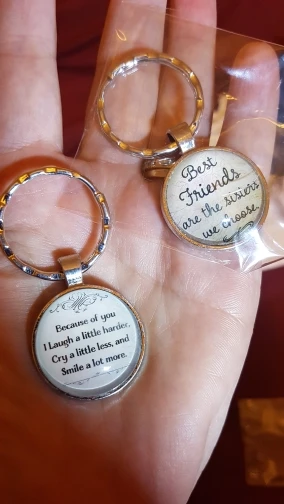 Best
Friends
are the sisters
we choose.
Because of you
I Laugh a little harder,
Cry a little less, and
Smile a lot more.